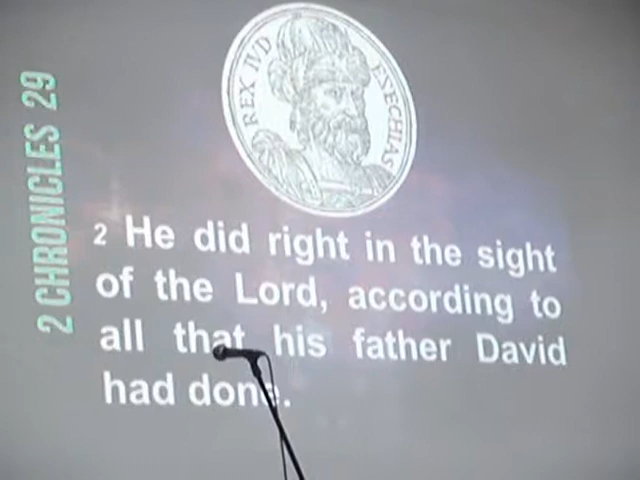 2 CHRONICLES 29
REX IVD ESECHIAS
2 He did right in the sight
of the Lord, according to
all that his father David
had done.